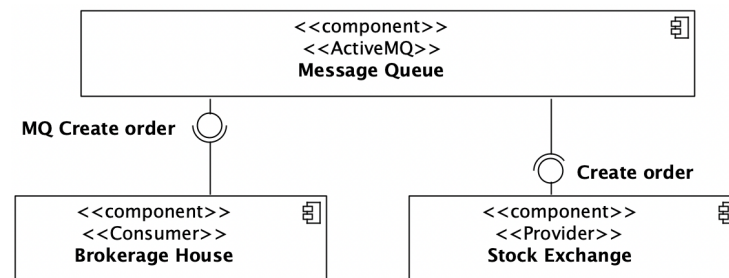 <<component>>
<<ActiveMQ>>
Message Queue
MQ Create order
Create order
<<component>>
<<Consumer>>
Brokerage House
<<component>>
<<Provider>>
Stock Exchange